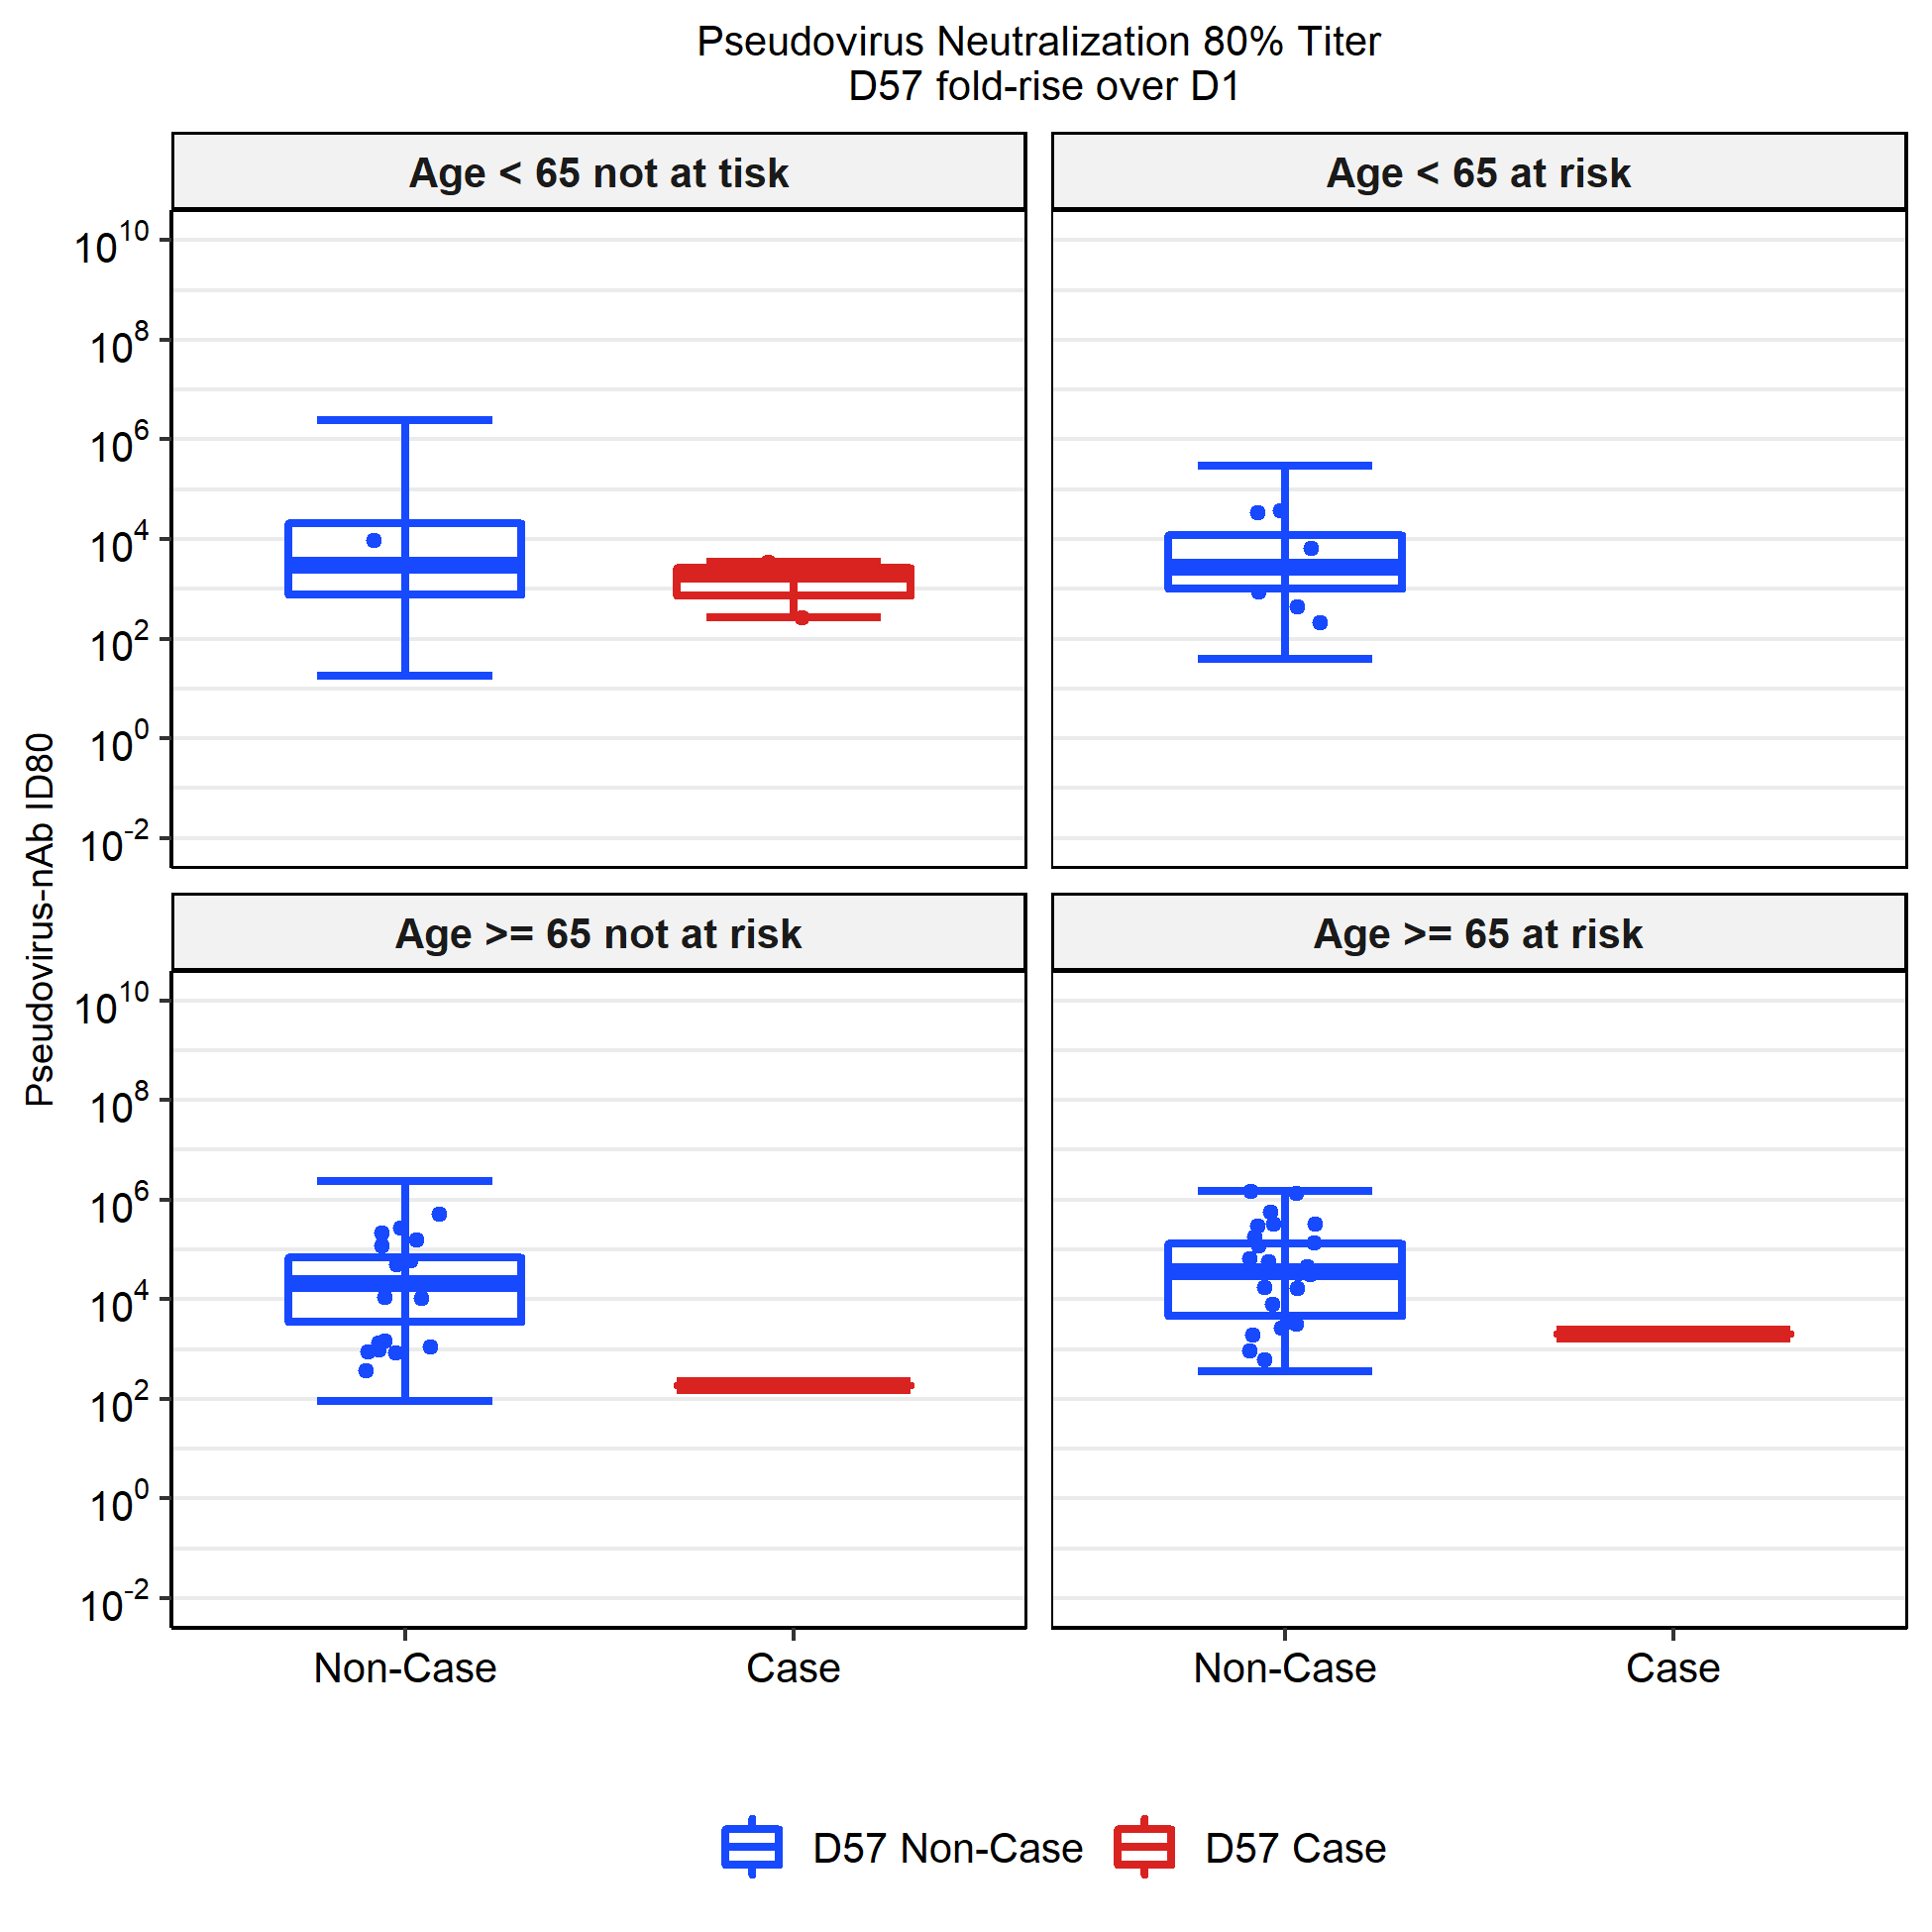 Pseudovirus Neutralization 80% Titer
D57 fold-rise over D1
Age < 65 not at tisk
Age < 65 at risk
10^10
10^8
10^6
10^4
10^2
10^0
10^-2
Pseudovirus-nAb ID80
Age >= 65 not at risk
Age >= 65 at risk
10^10
10^8
10^6
10^4
10^2
10^0
10^-2
Non-Case Case Non-Case Case
D57 Non-Case D57 Case